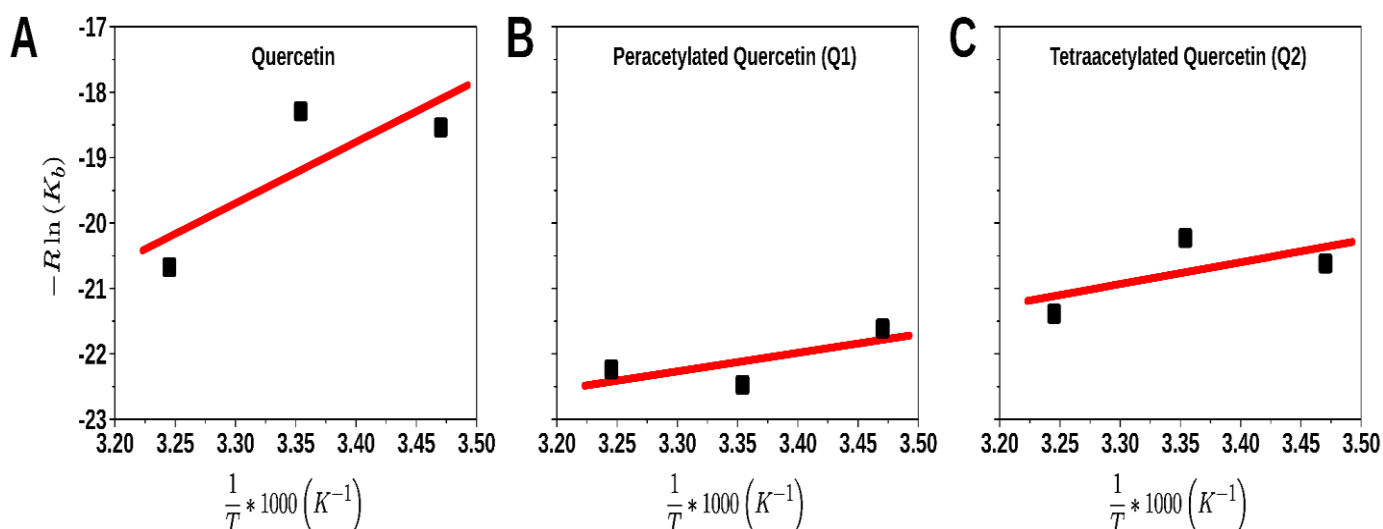 A
B
C
Quercetin
Peracetylated Quercetin (Q1)
Tetraacetylated Quercetin (Q2)
-17
-18
-19
-20
-21
-22
-23
−R ln (K_b)
3.20 3.25 3.30 3.35 3.40 3.45 3.50
3.20 3.25 3.30 3.35 3.40 3.45 3.50
3.20 3.25 3.30 3.35 3.40 3.45 3.50
1/T * 1000 (K^{-1})
1/T * 1000 (K^{-1})
1/T * 1000 (K^{-1})